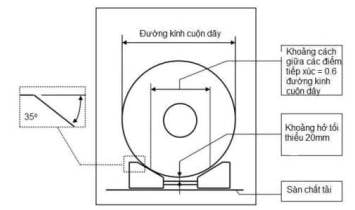 Đường kính cuộn dây
Khoảng cách
giữa các điểm
tiếp xúc = 0.6
đường kính
cuộn dây
35º
Khoảng hở tối
thiểu 20mm
Sàn chất tải